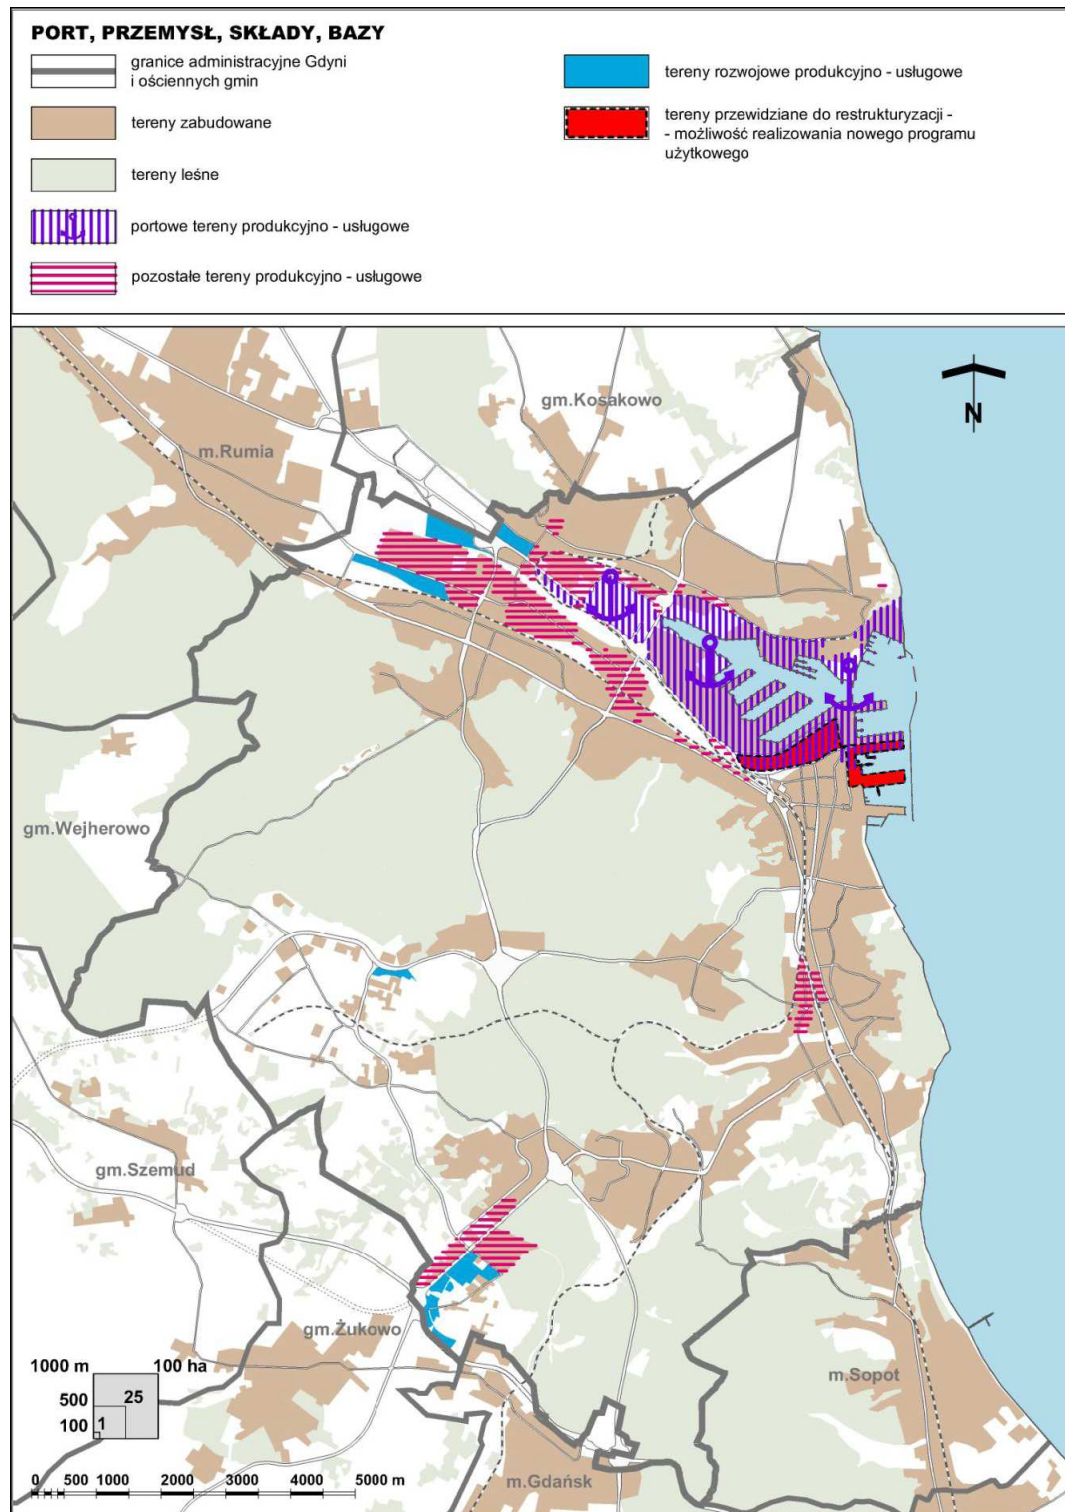 PORT, PRZEMYSŁ, SKŁADY, BAZY
granice administracyjne Gdyni
i ościennych gmin
tereny zabudowane
tereny leśne
portowe tereny produkcyjno - usługowe
pozostałe tereny produkcyjno - usługowe
tereny rozwojowe produkcyjno - usługowe
tereny przewidziane do restrukturyzacji -
- możliwość realizowania nowego programu
użytkowego
gm.Kosakowo
N
m.Rumia
gm.Wejherowo
gm.Szemud
gm.Żukowo
m.Sopot
m.Gdańsk
1000 m 100 ha
500 25
100 1
0 500 1000 2000 3000 4000 5000 m